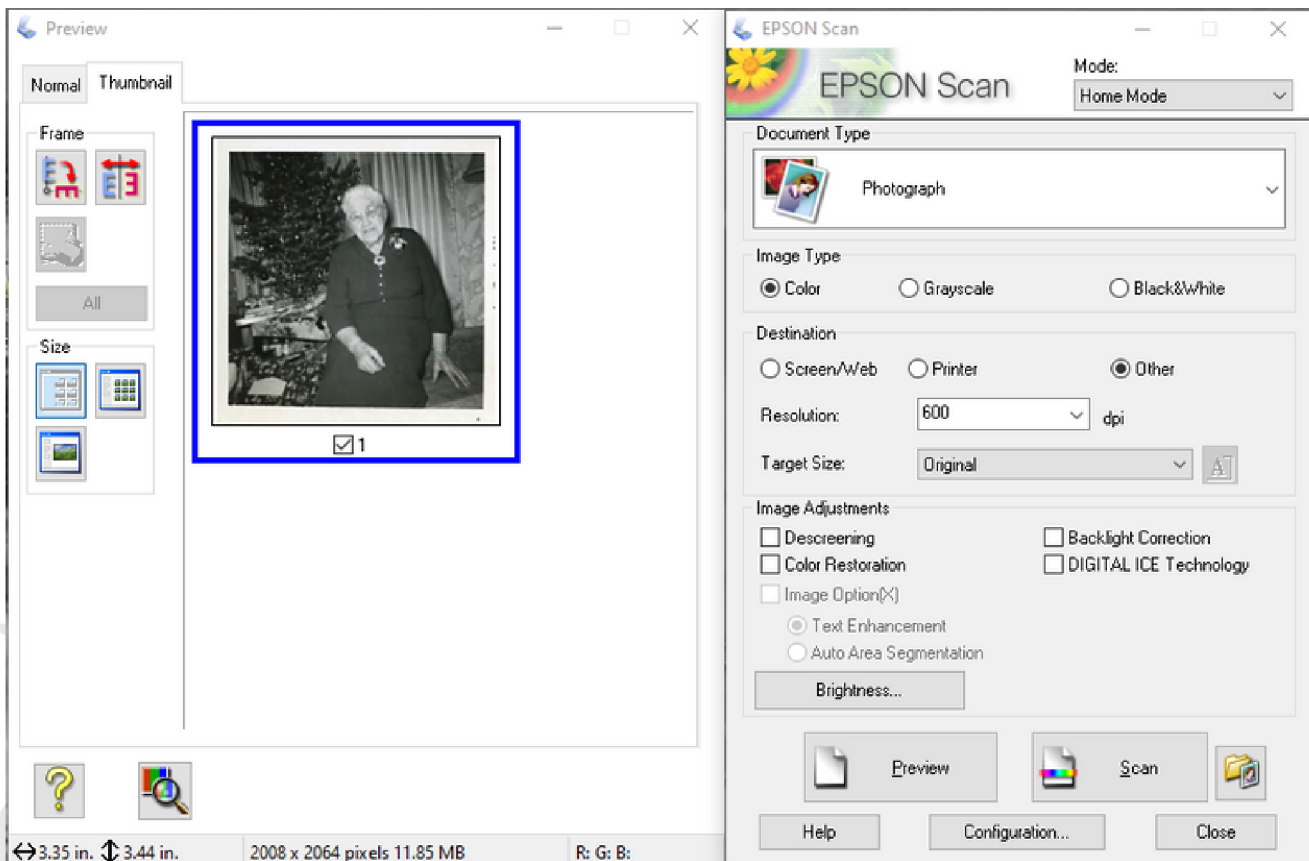 Preview
Normal
Thumbnail
Frame
All
Size
1
3.35 in.
3.44 in.
2008 x 2064 pixels 11.85 MB
R: G: B:
EPSON Scan
EPSON Scan
Mode:
Home Mode
Document Type
Photograph
Image Type
Color
Grayscale
Black&White
Destination
Screen/Web
Printer
Other
Resolution:
600
dpi
Target Size:
Original
A
Image Adjustments
Descreening
Backlight Correction
Color Restoration
DIGITAL ICE Technology
Image Option(X)
Text Enhancement
Auto Area Segmentation
Brightness...
Preview
Scan
Help
Configuration...
Close